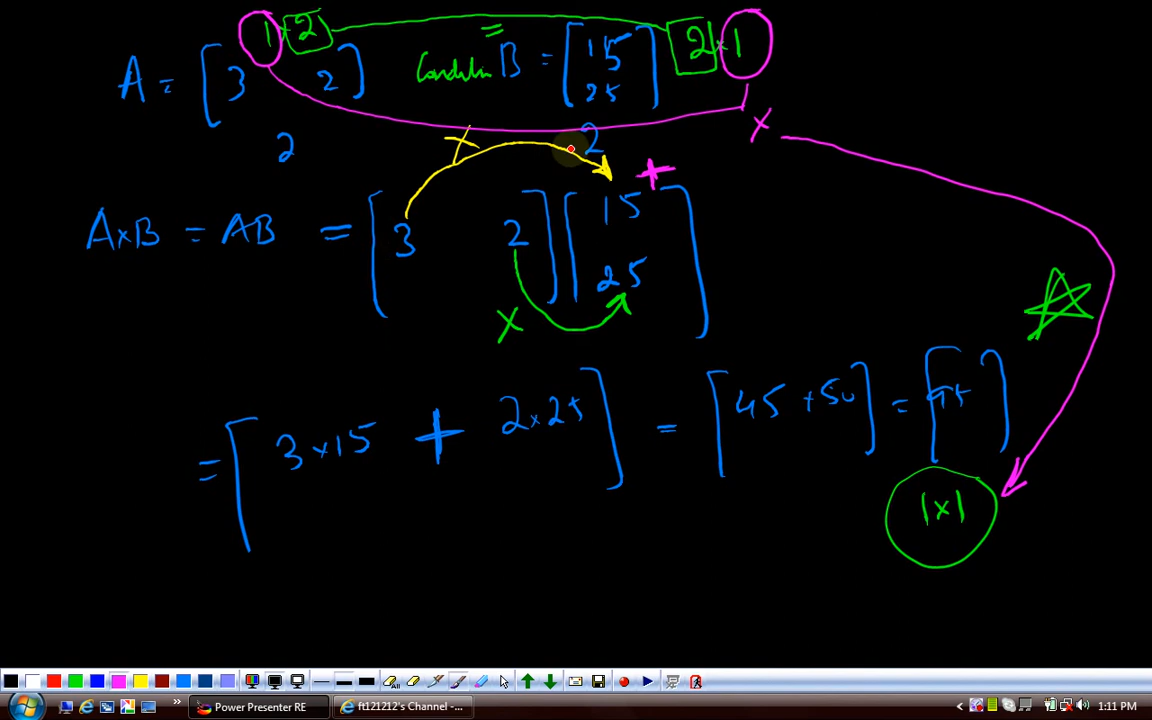 1×2 = 2×1
A = [3 2] Condition B = [15
25]
2 2
× + ×
A×B = AB = [3 2] [15
25]
×
= [3×15 + 2×25] = [45+50] = [95]
1×1
Power Presenter RE
ft121212's Channel -...
1:11 PM